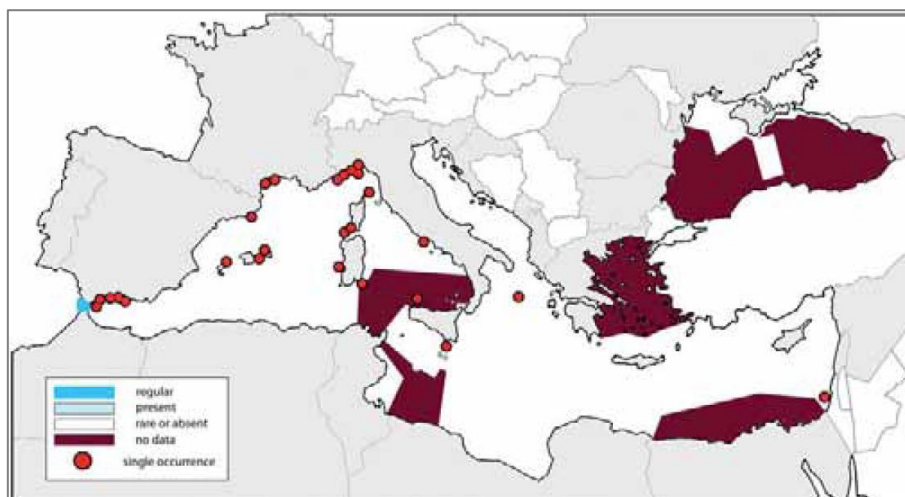 regular
present
rare or absent
no data
single occurrence